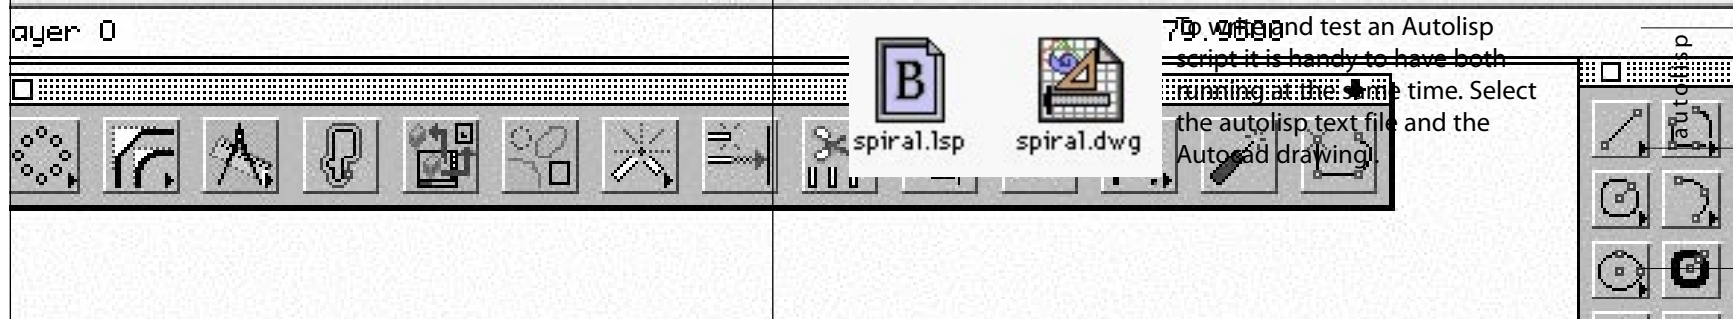 ayer 0
To write and test an Autolisp
script it is handy to have both
running at the same time. Select
the autolisp text file and the
Autocad drawing.
spiral.lsp
spiral.dwg
autolisp